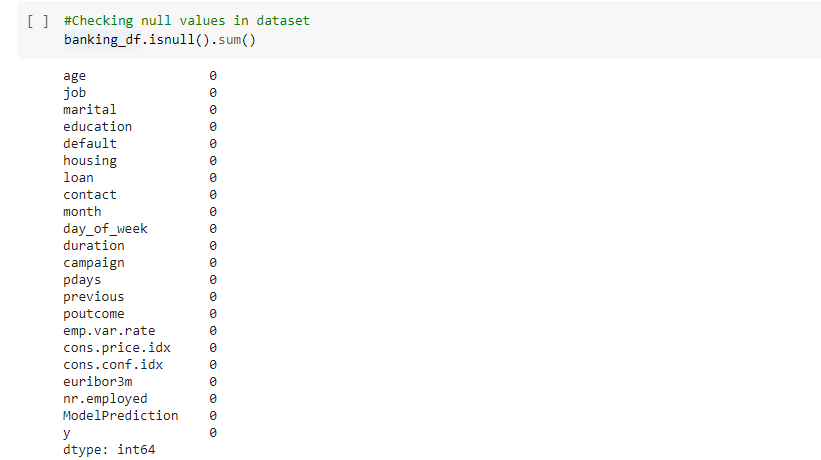 [ ] #Checking null values in dataset
banking_df.isnull().sum()
age 0
job 0
marital 0
education 0
default 0
housing 0
loan 0
contact 0
month 0
day_of_week 0
duration 0
campaign 0
pdays 0
previous 0
poutcome 0
emp.var.rate 0
cons.price.idx 0
cons.conf.idx 0
euribor3m 0
nr.employed 0
ModelPrediction 0
y 0
dtype: int64